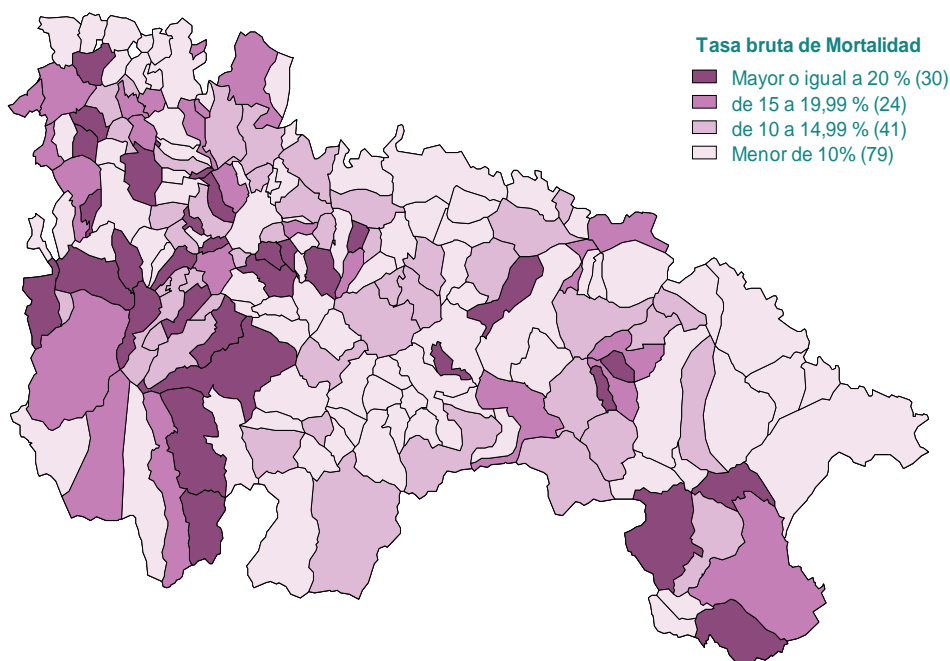 Tasa bruta de Mortalidad
Mayor o igual a 20 % (30)
de 15 a 19,99 % (24)
de 10 a 14,99 % (41)
Menor de 10% (79)